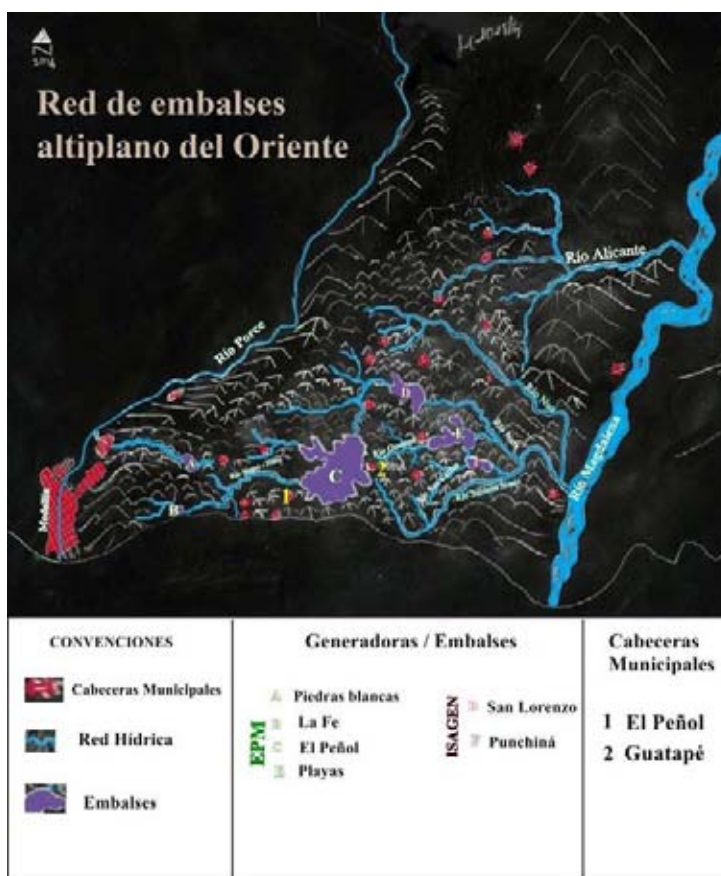 Red de embalses
altiplano del Oriente
Río Porce
Río Alicante
Río Magdalena
Medellín
B
C
D
CONVENCIONES
Cabeceras Municipales
Red Hídrica
Embalses
Generadoras / Embalses
EPM
A Piedras blancas
B La Fe
C El Peñol
E Playas
ISAGEN
D San Lorenzo
F Punchiná
Cabeceras
Municipales
1 El Peñol
2 Guatapé